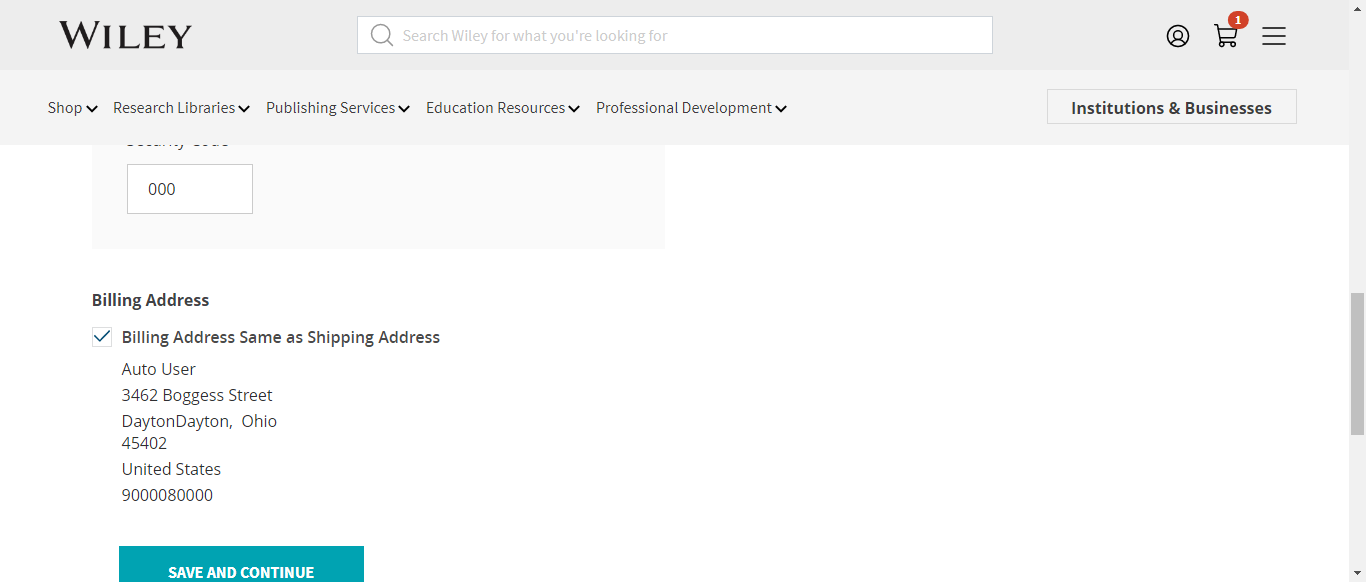 WILEY
Search Wiley for what you're looking for
1
Shop
Research Libraries
Publishing Services
Education Resources
Professional Development
Institutions & Businesses
Security Code
000
Billing Address
Billing Address Same as Shipping Address
Auto User
3462 Boggess Street
DaytonDayton,  Ohio
45402
United States
9000080000
SAVE AND CONTINUE